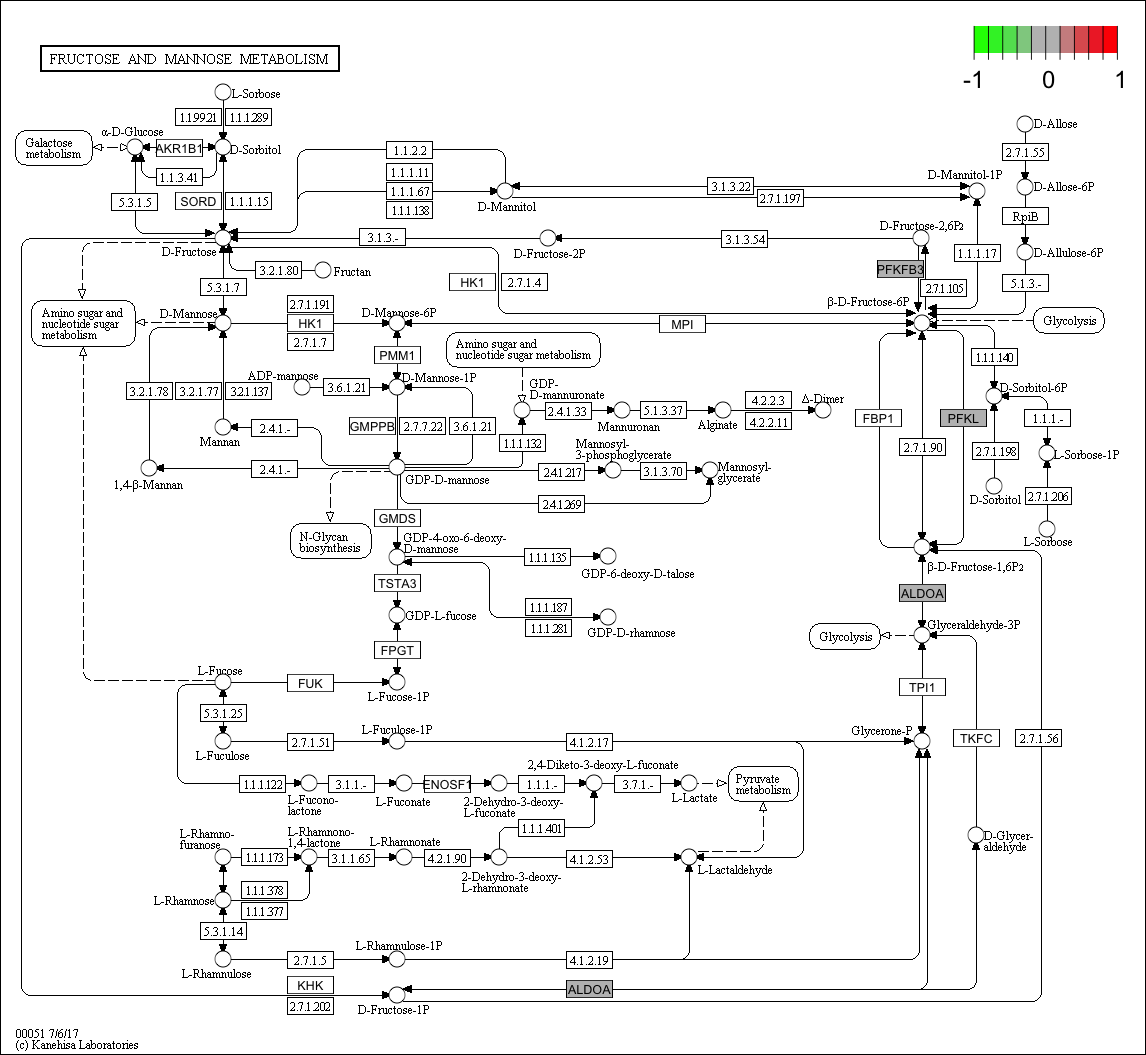 FRUCTOSE AND MANNOSE METABOLISM
-1
0
1
L-Sorbose
1.1.99.21
1.1.1.289
α-D-Glucose
Galactose
metabolism
AKR1B1
D-Sorbitol
1.1.3.41
5.3.1.5
SORD
1.1.1.15
D-Fructose
1.1.2.2
1.1.1.11
1.1.1.67
1.1.1.138
D-Mannitol
3.1.3.22
2.7.1.197
D-Mannitol-1P
D-Allose
2.7.1.55
D-Allose-6P
RpiB
D-Allulose-6P
5.1.3.-
3.1.3.-
D-Fructose-2P
3.1.3.54
D-Fructose-2,6P2
1.1.1.17
PFKFB3
2.7.1.105
β-D-Fructose-6P
3.2.1.80
Fructan
HK1
2.7.1.4
5.3.1.7
Amino sugar and
nucleotide sugar
metabolism
D-Mannose
2.7.1.191
HK1
2.7.1.7
D-Mannose-6P
MPI
Glycolysis
PMM1
Amino sugar and
nucleotide sugar metabolism
1.1.1.140
ADP-mannose
3.6.1.21
D-Mannose-1P
GDP-
D-mannuronate
3.2.1.78
3.2.1.77
3.2.1.137
2.4.1.33
Mannuronan
5.1.3.37
Alginate
4.2.2.3
4.2.2.11
Δ-Dimer
D-Sorbitol-6P
1.1.1.-
FBP1
PFKL
Mannan
2.4.1.-
GMPPB
2.7.7.22
3.6.1.21
1.1.1.132
Mannosyl-
3-phosphoglycerate
2.7.1.90
2.7.1.198
L-Sorbose-1P
1,4-β-Mannan
2.4.1.-
GDP-D-mannose
2.4.1.217
3.1.3.70
Mannosyl-
glycerate
D-Sorbitol
2.7.1.206
2.4.1.269
N-Glycan
biosynthesis
GMDS
GDP-4-oxo-6-deoxy-
D-mannose
L-Sorbose
1.1.1.135
GDP-6-deoxy-D-talose
β-D-Fructose-1,6P2
TSTA3
ALDOA
GDP-L-fucose
1.1.1.187
1.1.1.281
GDP-D-rhamnose
Glycolysis
Glyceraldehyde-3P
FPGT
L-Fucose
FUK
L-Fucose-1P
TPI1
5.3.1.25
L-Fuculose
2.7.1.51
L-Fuculose-1P
4.1.2.17
Glycerone-P
TKFC
2.7.1.56
1.1.1.122
L-Fucono-
lactone
3.1.1.-
L-Fuconate
ENOSF1
2-Dehydro-3-deoxy-
L-fuconate
1.1.1.-
2,4-Diketo-3-deoxy-L-fuconate
3.7.1.-
L-Lactate
Pyruvate
metabolism
1.1.1.401
L-Rhamno-
furanose
1.1.1.173
L-Rhamnono-
1,4-lactone
3.1.1.65
L-Rhamnonate
4.2.1.90
2-Dehydro-3-deoxy-
L-rhamnonate
4.1.2.53
L-Lactaldehyde
D-Glycer-
aldehyde
L-Rhamnose
1.1.1.378
1.1.1.377
5.3.1.14
L-Rhamnulose
2.7.1.5
L-Rhamnulose-1P
4.1.2.19
KHK
2.7.1.202
D-Fructose-1P
ALDOA
00051 7/6/17
(c) Kanehisa Laboratories